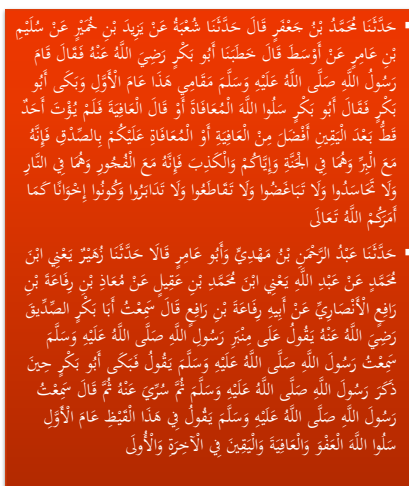 حَدَّثَنَا مُحَمَّدُ بْنُ جَعْفَرٍ قَالَ حَدَّثَنَا شُعْبَةُ عَنْ يَزِيدَ بْنِ خُمَيْرٍ عَنْ سُلَيْمِ
بْنِ عَامِرٍ عَنْ أَوْسَطَ قَالَ خَطَبَنَا أَبُو بَكْرٍ رَضِيَ اللَّهُ عَنْهُ فَقَالَ قَامَ
رَسُولُ اللَّهِ صَلَّى اللَّهُ عَلَيْهِ وَسَلَّمَ مَقَامِي هَذَا عَامَ الْأَوَّلِ وَبَكَى أَبُو
بَكْرٍ فَقَالَ أَبُو بَكْرٍ سَلُوا اللَّهَ الْمُعَافَاةَ أَوْ قَالَ الْعَافِيَةَ فَلَمْ يُؤْتَ أَحَدٌ
قَطُّ بَعْدَ الْيَقِينِ أَفْضَلَ مِنْ الْعَافِيَةِ أَوْ الْمُعَافَاةِ عَلَيْكُمْ بِالصِّدْقِ فَإِنَّهُ
مَعَ الْبِرِّ وَهُمَا فِي الْجَنَّةِ وَإِيَّاكُمْ وَالْكَذِبَ فَإِنَّهُ مَعَ الْفُجُورِ وَهُمَا فِي النَّارِ
وَلَا تَحَاسَدُوا وَلَا تَبَاغَضُوا وَلَا تَقَاطَعُوا وَلَا تَدَابَرُوا وَكُونُوا إِخْوَانًا كَمَا
أَمَرَكُمْ اللَّهُ تَعَالَى
حَدَّثَنَا عَبْدُ الرَّحْمَنِ بْنُ مَهْدِيٍّ وَأَبُو عَامِرٍ قَالَا حَدَّثَنَا زُهَيْرٌ يَعْنِي ابْنَ
مُحَمَّدٍ عَنْ عَبْدِ اللَّهِ يَعْنِي ابْنَ مُحَمَّدِ بْنِ عَقِيلٍ عَنْ مُعَاذِ بْنِ رِفَاعَةَ بْنِ
رَافِعٍ الْأَنْصَارِيِّ عَنْ أَبِيهِ رِفَاعَةَ بْنِ رَافِعٍ قَالَ سَمِعْتُ أَبَا بَكْرٍ الصِّدِّيقَ
رَضِيَ اللَّهُ عَنْهُ يَقُولُ عَلَى مِنْبَرِ رَسُولِ اللَّهِ صَلَّى اللَّهُ عَلَيْهِ وَسَلَّمَ
سَمِعْتُ رَسُولَ اللَّهِ صَلَّى اللَّهُ عَلَيْهِ وَسَلَّمَ يَقُولُ فَبَكَى أَبُو بَكْرٍ حِينَ
ذَكَرَ رَسُولَ اللَّهِ صَلَّى اللَّهُ عَلَيْهِ وَسَلَّمَ ثُمَّ سُرِّيَ عَنْهُ ثُمَّ قَالَ سَمِعْتُ
رَسُولَ اللَّهِ صَلَّى اللَّهُ عَلَيْهِ وَسَلَّمَ يَقُولُ فِي هَذَا الْقَيْظِ عَامَ الْأَوَّلِ
سَلُوا اللَّهَ الْعَفْوَ وَالْعَافِيَةَ وَالْيَقِينَ فِي الْآخِرَةِ وَالْأُولَى